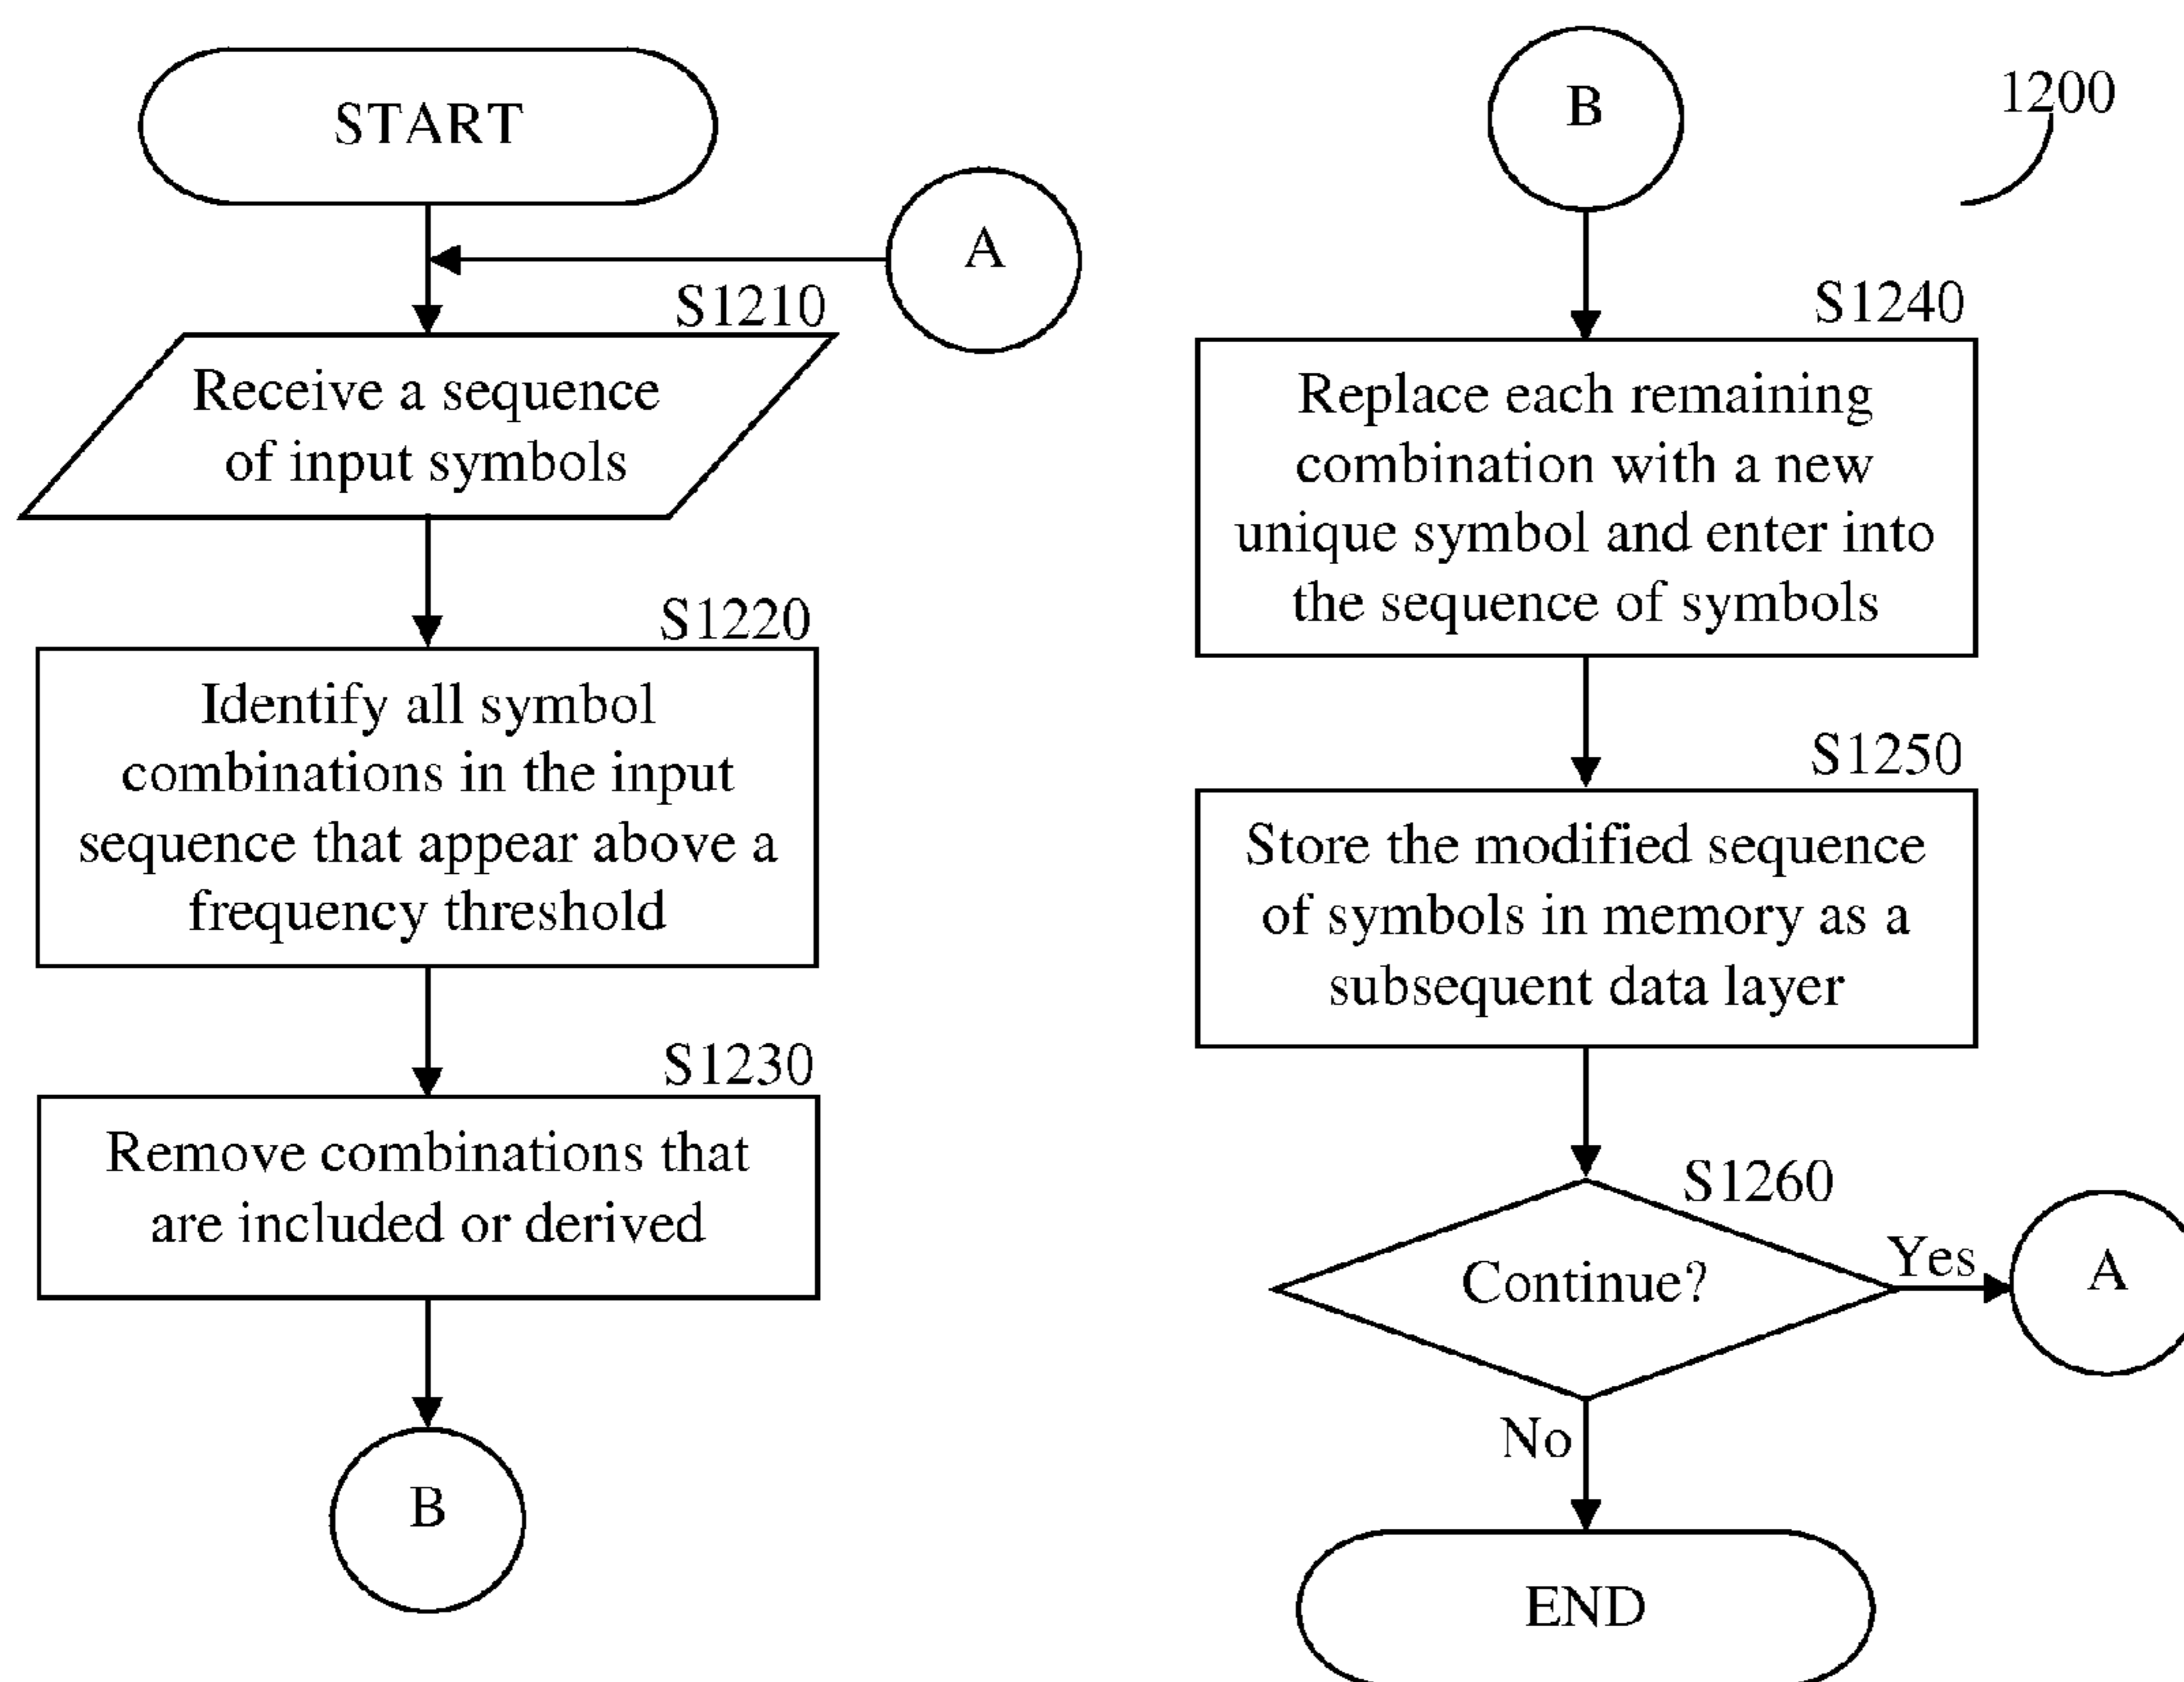 START
A
S1210
Receive a sequence
of input symbols
S1220
Identify all symbol
combinations in the input
sequence that appear above a
frequency threshold
S1230
Remove combinations that
are included or derived
B
B
1200
S1240
Replace each remaining
combination with a new
unique symbol and enter into
the sequence of symbols
S1250
Store the modified sequence
of symbols in memory as a
subsequent data layer
S1260
Continue?
Yes
A
No
END